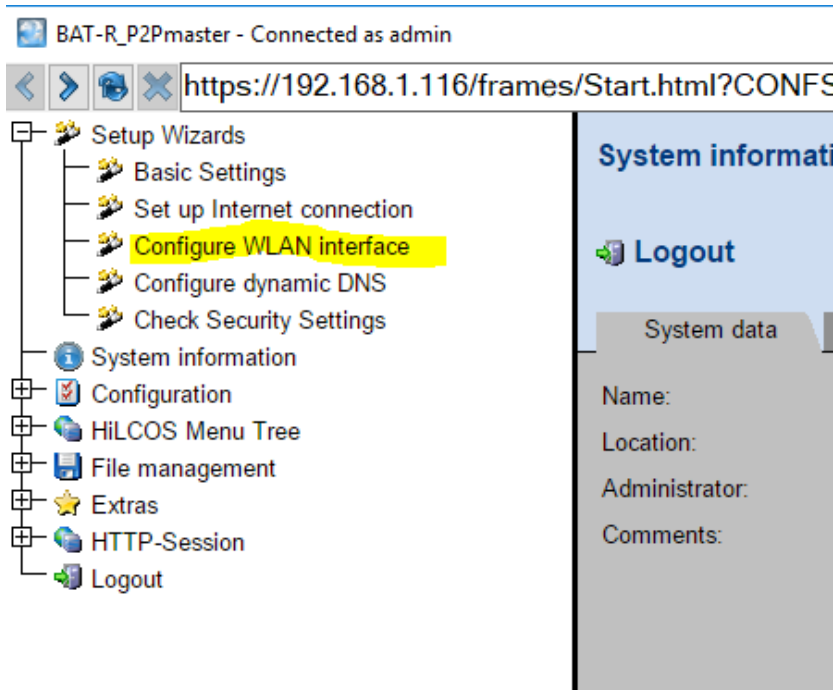 BAT-R_P2Pmaster - Connected as admin
https://192.168.1.116/frames/Start.html?CONFS
Setup Wizards
Basic Settings
Set up Internet connection
Configure WLAN interface
Configure dynamic DNS
Check Security Settings
System information
Configuration
HiLCOS Menu Tree
File management
Extras
HTTP-Session
Logout
System informati
Logout
System data
Name:
Location:
Administrator:
Comments: